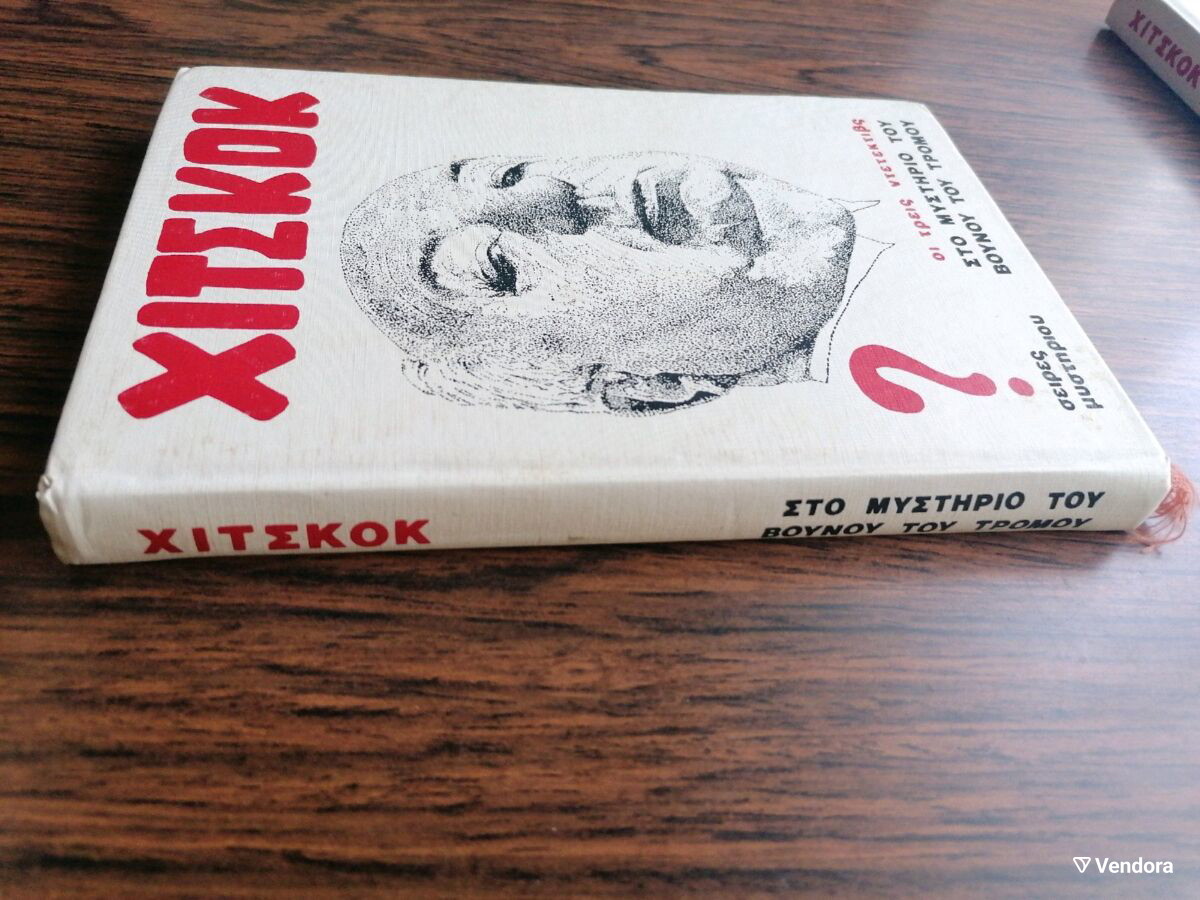 ΧΙΤΣΚΟΚ
οι τρεις ντετεκτιβς
ΣΤΟ ΜΥΣΤΗΡΙΟ ΤΟΥ
ΒΟΥΝΟΥ ΤΟΥ ΤΡΟΜΟΥ
?
σειρες
μυστηριου
ΧΙΤΣΚΟΚ
ΣΤΟ ΜΥΣΤΗΡΙΟ ΤΟΥ
ΒΟΥΝΟΥ ΤΟΥ ΤΡΟΜΟΥ
ΧΙΤΣΚΟΚ
Vendora